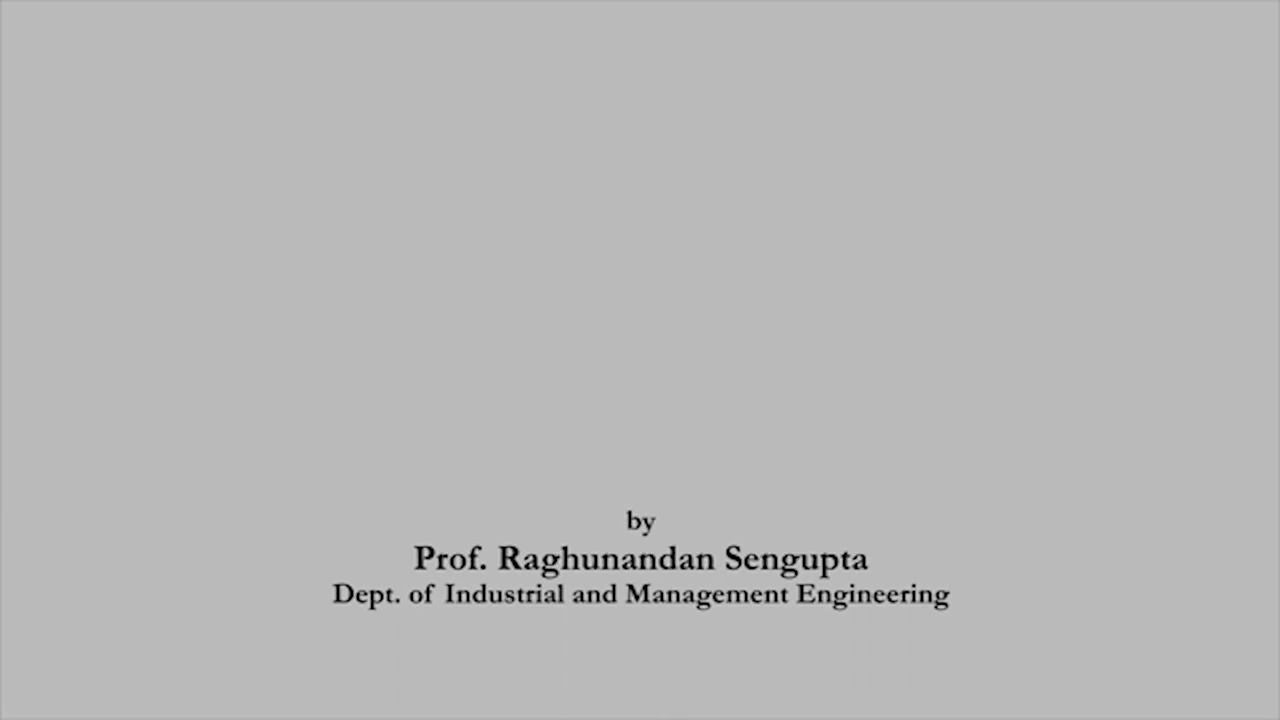 by
Prof. Raghunandan Sengupta
Dept. of Industrial and Management Engineering